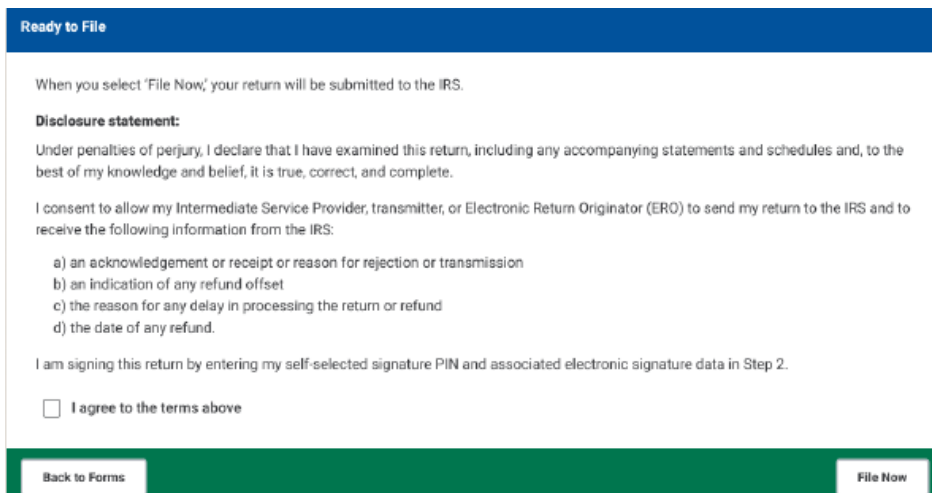 Ready to File
When you select 'File Now,' your return will be submitted to the IRS.
Disclosure statement:
Under penalties of perjury, I declare that I have examined this return, including any accompanying statements and schedules and, to the
best of my knowledge and belief, it is true, correct, and complete.
I consent to allow my Intermediate Service Provider, transmitter, or Electronic Return Originator (ERO) to send my return to the IRS and to
receive the following information from the IRS:
a) an acknowledgement or receipt or reason for rejection or transmission
b) an indication of any refund offset
c) the reason for any delay in processing the return or refund
d) the date of any refund.
I am signing this return by entering my self-selected signature PIN and associated electronic signature data in Step 2.
I agree to the terms above
Back to Forms
File Now